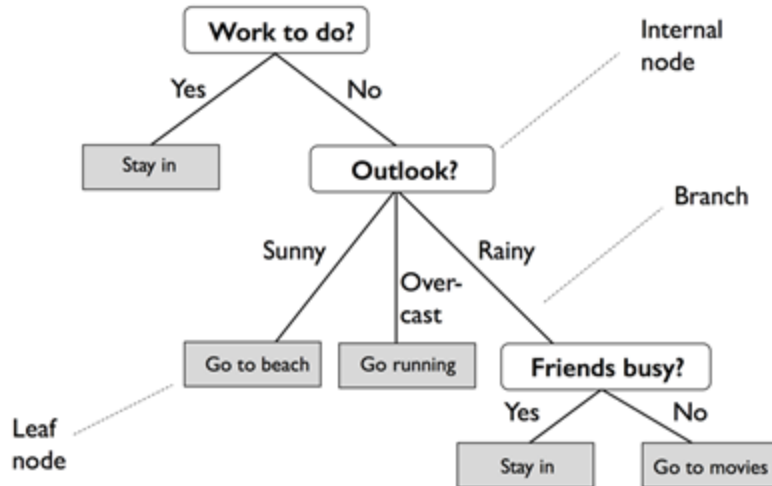 Work to do?
Internal
node
Yes
No
Stay in
Outlook?
Branch
Sunny
Rainy
Over-
cast
Go to beach
Go running
Friends busy?
Leaf
node
Yes
No
Stay in
Go to movies